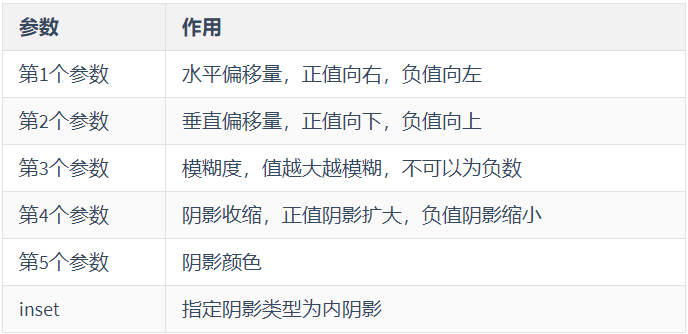 参数 作用
第1个参数 水平偏移量，正值向右，负值向左
第2个参数 垂直偏移量，正值向下，负值向上
第3个参数 模糊度，值越大越模糊，不可以为负数
第4个参数 阴影收缩，正值阴影扩大，负值阴影缩小
第5个参数 阴影颜色
inset 指定阴影类型为内阴影